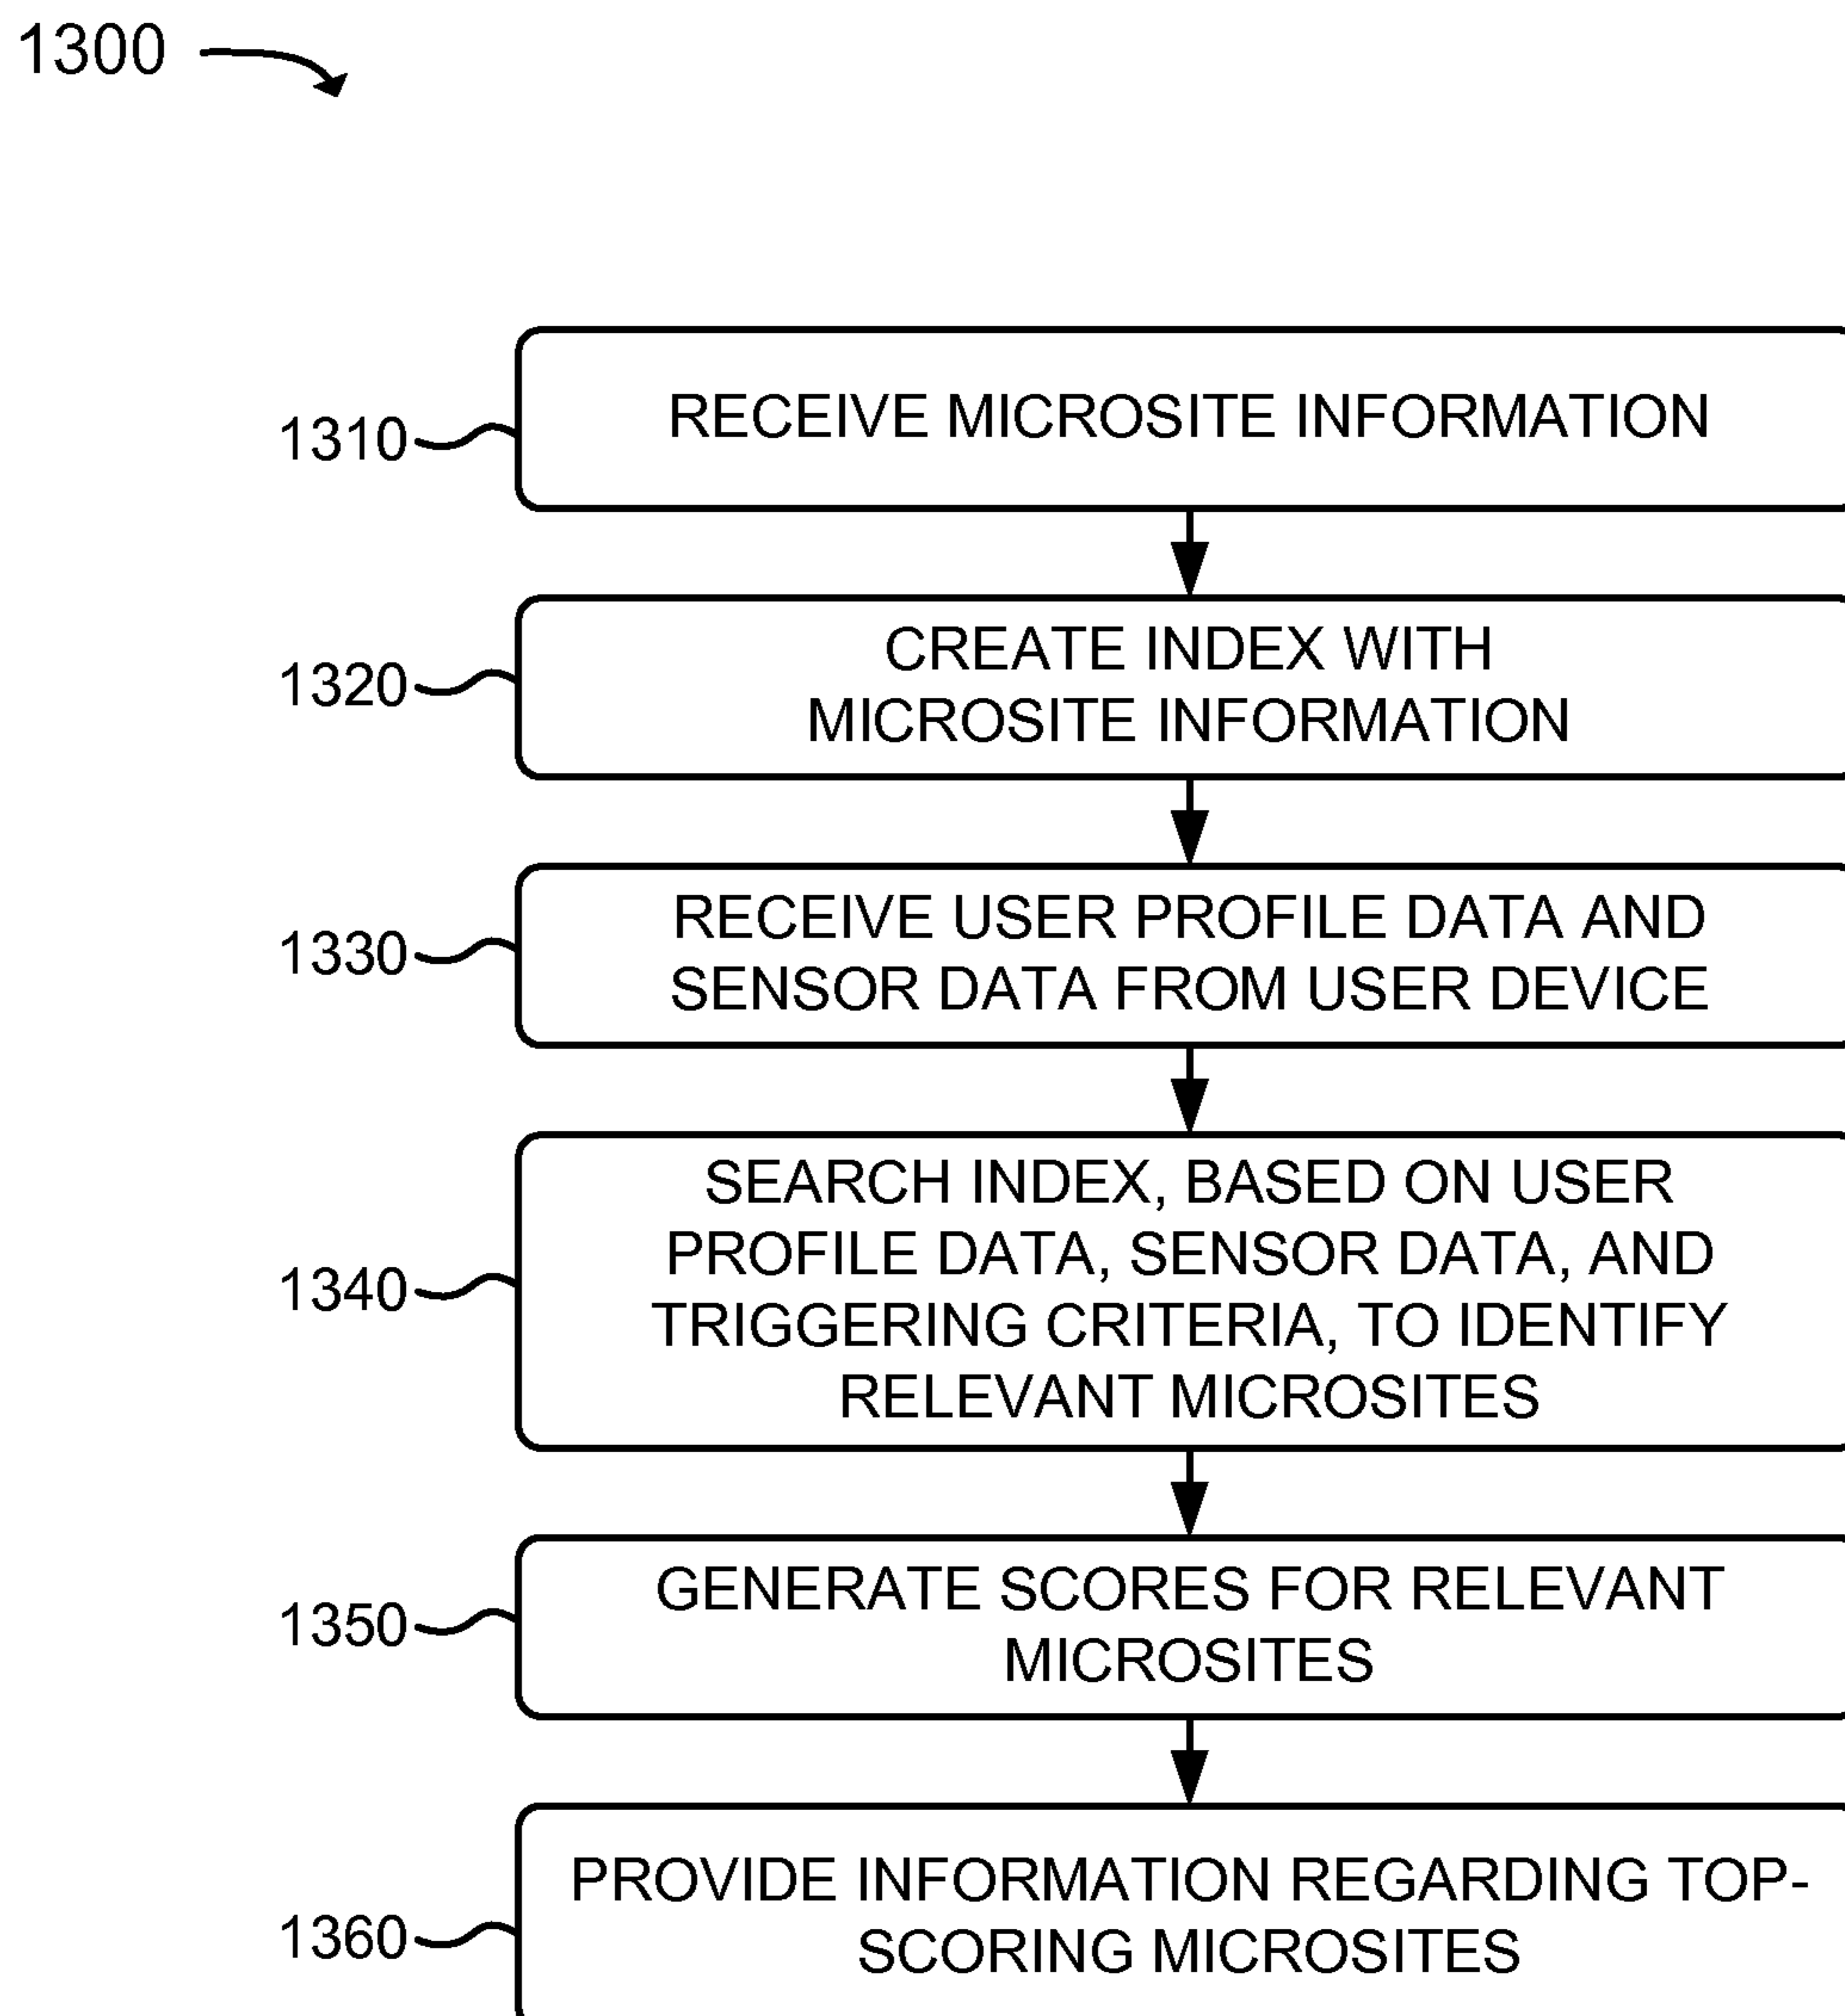 1300
1310
RECEIVE MICROSITE INFORMATION
1320
CREATE INDEX WITH
MICROSITE INFORMATION
1330
RECEIVE USER PROFILE DATA AND
SENSOR DATA FROM USER DEVICE
1340
SEARCH INDEX, BASED ON USER
PROFILE DATA, SENSOR DATA, AND
TRIGGERING CRITERIA, TO IDENTIFY
RELEVANT MICROSITES
1350
GENERATE SCORES FOR RELEVANT
MICROSITES
1360
PROVIDE INFORMATION REGARDING TOP-
SCORING MICROSITES